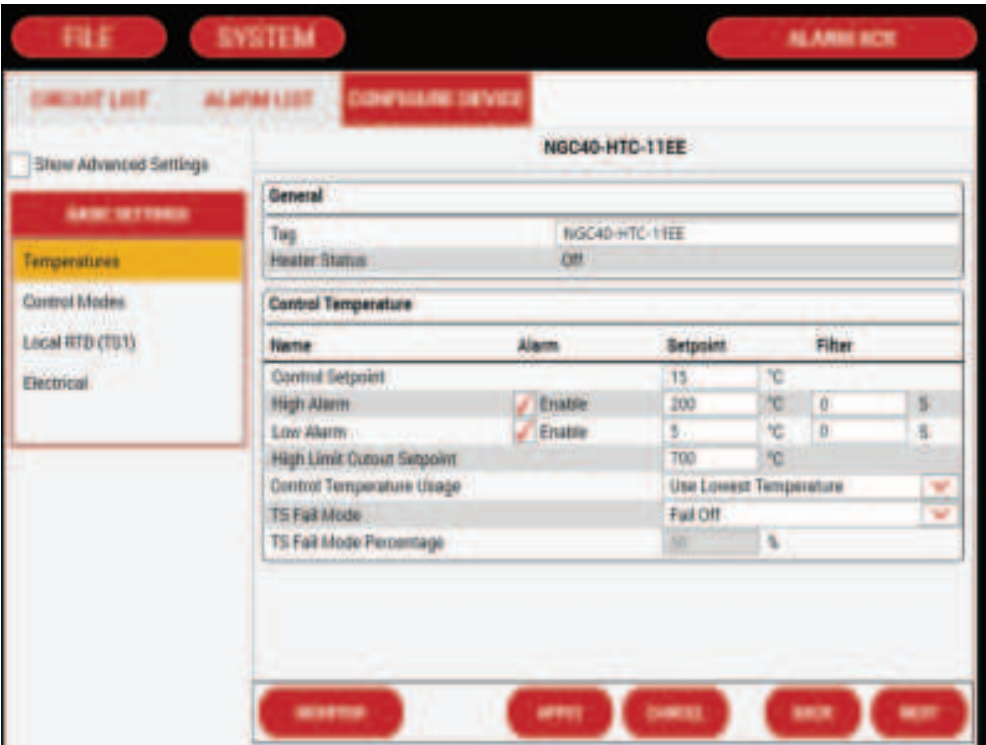 FILE SYSTEM ALARM ACK
CIRCUIT LIST ALARM LIST CONFIGURE DEVICE
Show Advanced Settings
NGC40-HTC-11EE
BASIC SETTINGS
Temperatures
Control Modes
Local RTD (TS1)
Electrical
General
Tag NGC40-HTC-11EE
Heater Status Off
Control Temperature
Name Alarm Setpoint Filter
Control Setpoint 15 °C
High Alarm Enable 200 °C 0 S
Low Alarm Enable 5 °C 0 S
High Limit Cutout Setpoint 700 °C
Control Temperature Usage Use Lowest Temperature
TS Fail Mode Fail Off
TS Fail Mode Percentage %
MONITOR APPLY CANCEL BACK NEXT